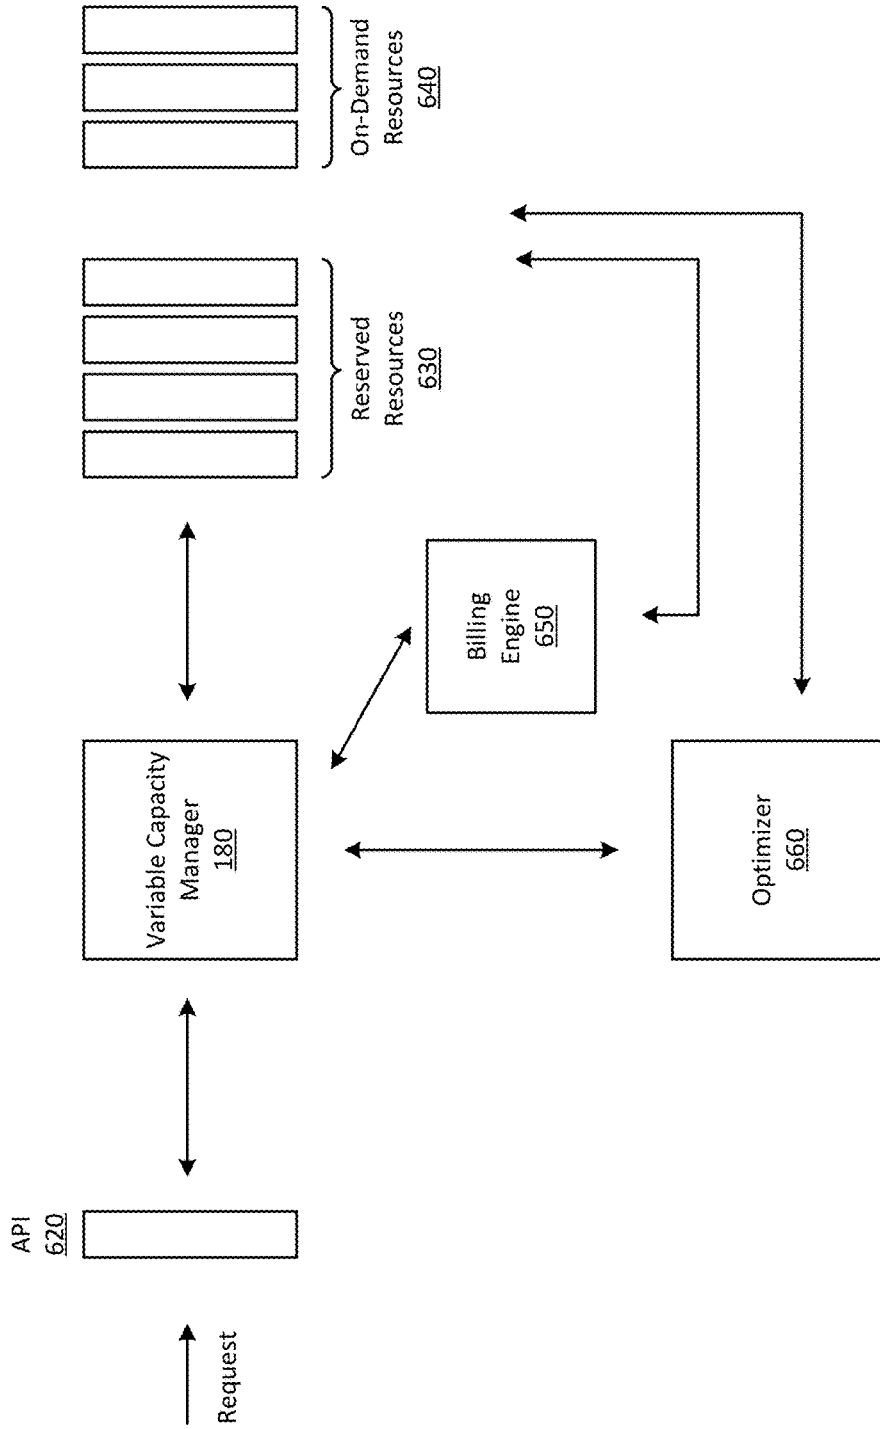 Request
API
620
Variable Capacity
Manager
180
Reserved
Resources
630
On-Demand
Resources
640
Billing
Engine
650
Optimizer
660